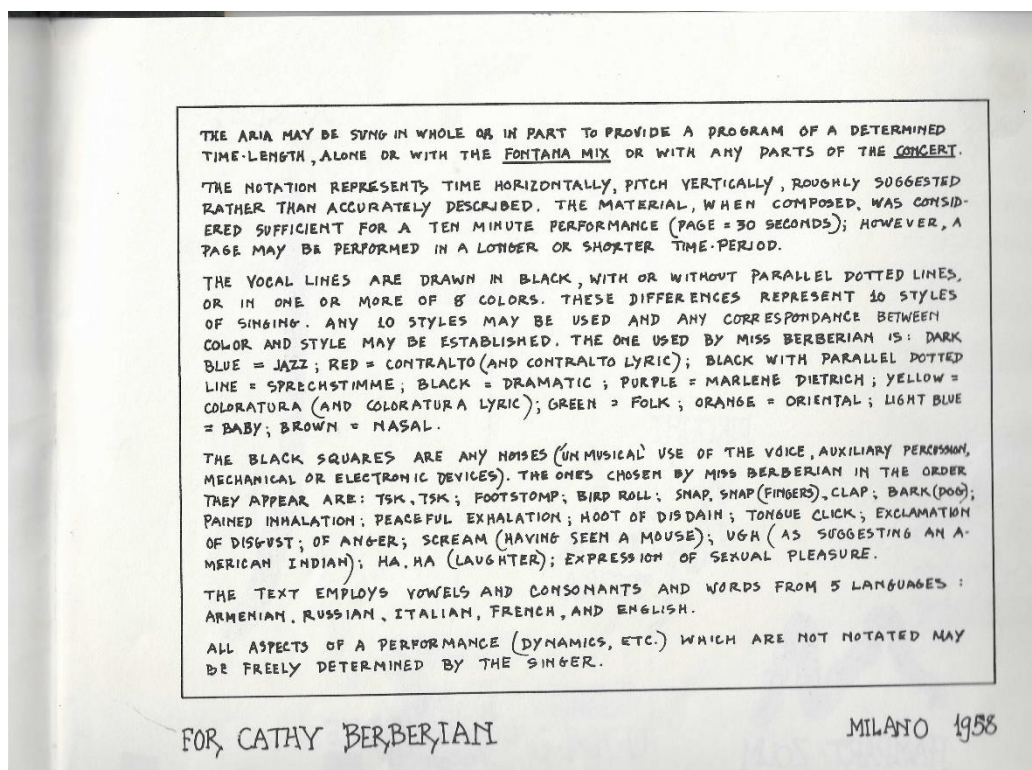 THE ARIA MAY BE SUNG IN WHOLE OR IN PART TO PROVIDE A PROGRAM OF A DETERMINED
TIME-LENGTH, ALONE OR WITH THE FONTANA MIX OR WITH ANY PARTS OF THE CONCERT.
THE NOTATION REPRESENTS TIME HORIZONTALLY, PITCH VERTICALLY, ROUGHLY SUGGESTED
RATHER THAN ACCURATELY DESCRIBED. THE MATERIAL, WHEN COMPOSED, WAS CONSID-
ERED SUFFICIENT FOR A TEN MINUTE PERFORMANCE (PAGE = 30 SECONDS); HOWEVER, A
PAGE MAY BE PERFORMED IN A LONGER OR SHORTER TIME-PERIOD.
THE VOCAL LINES ARE DRAWN IN BLACK, WITH OR WITHOUT PARALLEL DOTTED LINES,
OR IN ONE OR MORE OF 8 COLORS. THESE DIFFERENCES REPRESENT 10 STYLES
OF SINGING. ANY 10 STYLES MAY BE USED AND ANY CORRESPONDANCE BETWEEN
COLOR AND STYLE MAY BE ESTABLISHED. THE ONE USED BY MISS BERBERIAN IS: DARK
BLUE = JAZZ; RED = CONTRALTO (AND CONTRALTO LYRIC); BLACK WITH PARALLEL DOTTED
LINE = SPRECHSTIMME; BLACK = DRAMATIC; PURPLE = MARLENE DIETRICH; YELLOW =
COLORATURA (AND COLORATURA LYRIC); GREEN = FOLK; ORANGE = ORIENTAL; LIGHT BLUE
= BABY; BROWN = NASAL.
THE BLACK SQUARES ARE ANY NOISES ('UNMUSICAL' USE OF THE VOICE, AUXILIARY PERCUSSION,
MECHANICAL OR ELECTRONIC DEVICES). THE ONES CHOSEN BY MISS BERBERIAN IN THE ORDER
THEY APPEAR ARE: TSK, TSK; FOOTSTOMP; BIRD ROLL; SNAP, SNAP (FINGERS), CLAP; BARK (DOG);
PAINED INHALATION; PEACEFUL EXHALATION; HOOT OF DISDAIN; TONGUE CLICK; EXCLAMATION
OF DISGUST; OF ANGER; SCREAM (HAVING SEEN A MOUSE); UGH (AS SUGGESTING AN A-
MERICAN INDIAN); HA, HA (LAUGHTER); EXPRESSION OF SEXUAL PLEASURE.
THE TEXT EMPLOYS VOWELS AND CONSONANTS AND WORDS FROM 5 LANGUAGES:
ARMENIAN, RUSSIAN, ITALIAN, FRENCH, AND ENGLISH.
ALL ASPECTS OF A PERFORMANCE (DYNAMICS, ETC.) WHICH ARE NOT NOTATED MAY
BE FREELY DETERMINED BY THE SINGER.
FOR CATHY BERBERIAN MILANO 1958